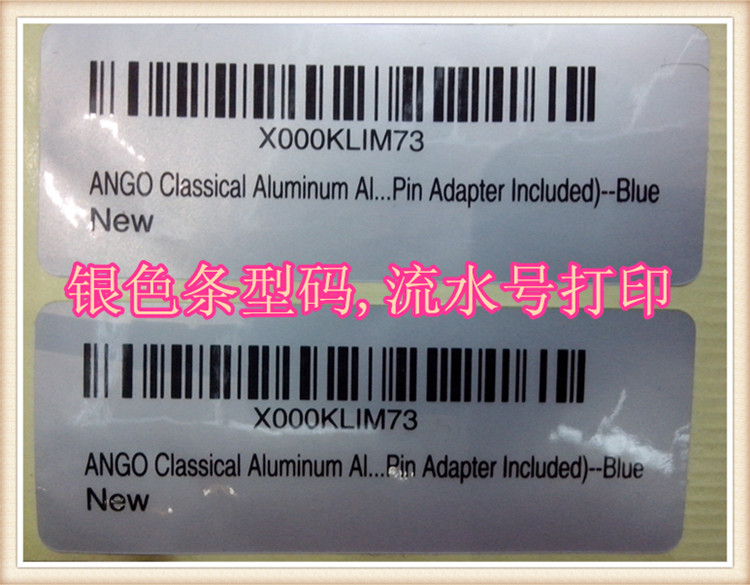 X000KLIM73
ANGO Classical Aluminum Al...Pin Adapter Included)--Blue
New
银色条型码,流水号打印
X000KLIM73
ANGO Classical Aluminum Al...Pin Adapter Included)--Blue
New